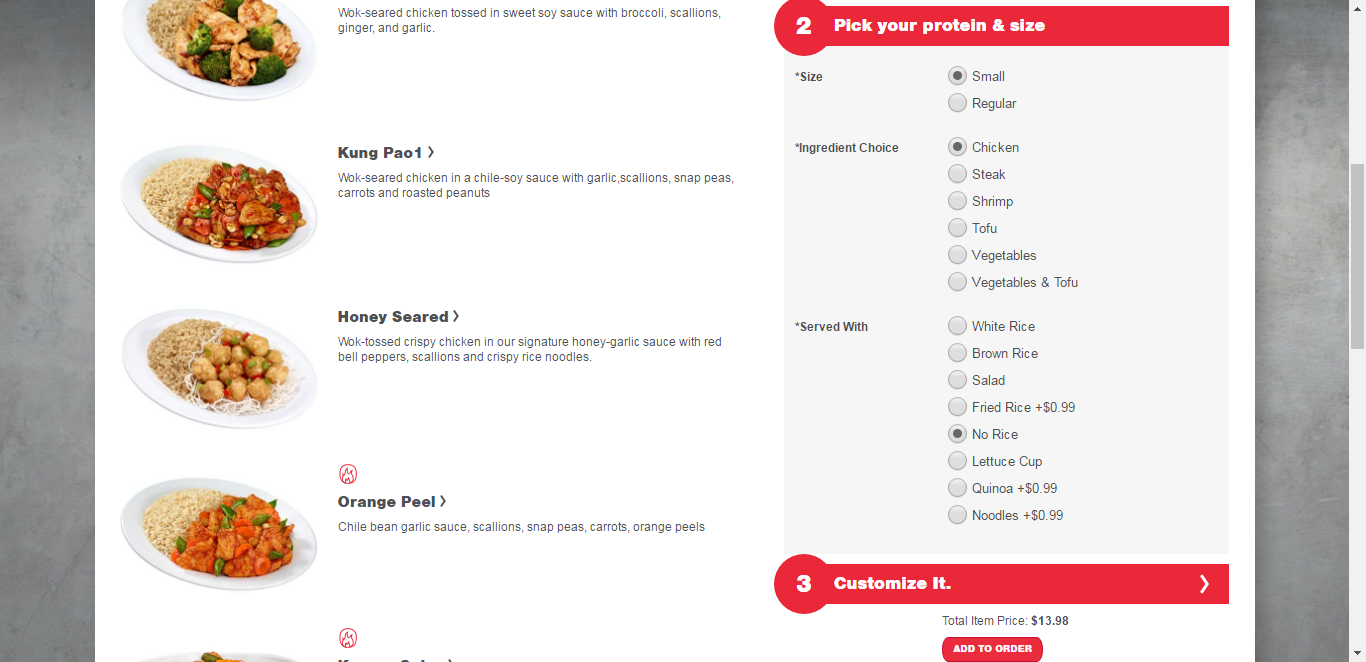 Wok-seared chicken tossed in sweet soy sauce with broccoli, scallions,
ginger, and garlic.
Kung Pao1 >
Wok-seared chicken in a chile-soy sauce with garlic,scallions, snap peas,
carrots and roasted peanuts
Honey Seared >
Wok-tossed crispy chicken in our signature honey-garlic sauce with red
bell peppers, scallions and crispy rice noodles.
Orange Peel >
Chile bean garlic sauce, scallions, snap peas, carrots, orange peels
2 Pick your protein & size
*Size
Small
Regular
*Ingredient Choice
Chicken
Steak
Shrimp
Tofu
Vegetables
Vegetables & Tofu
*Served With
White Rice
Brown Rice
Salad
Fried Rice +$0.99
No Rice
Lettuce Cup
Quinoa +$0.99
Noodles +$0.99
3 Customize It. >
Total Item Price: $13.98
ADD TO ORDER